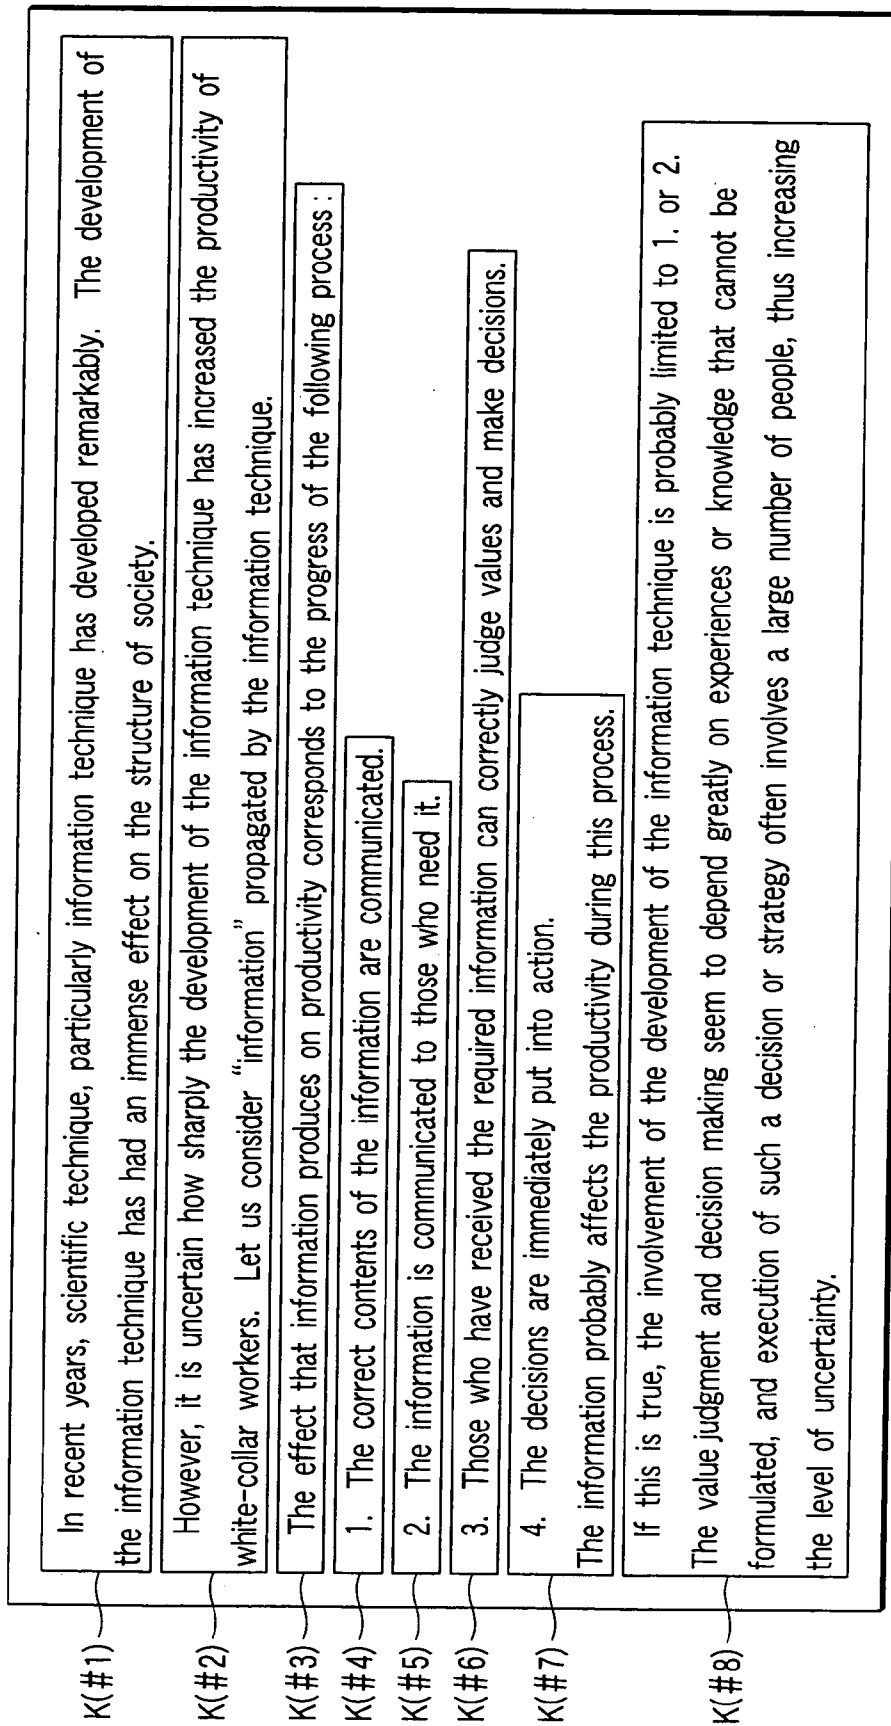 K(#1)
In recent years, scientific technique, particularly information technique has developed remarkably. The development of
the information technique has had an immense effect on the structure of society.
K(#2)
However, it is uncertain how sharply the development of the information technique has increased the productivity of
white-collar workers. Let us consider “information” propagated by the information technique.
K(#3)
The effect that information produces on productivity corresponds to the progress of the following process :
K(#4)
1. The correct contents of the information are communicated.
K(#5)
2. The information is communicated to those who need it.
K(#6)
3. Those who have received the required information can correctly judge values and make decisions.
K(#7)
4. The decisions are immediately put into action.
The information probably affects the productivity during this process.
K(#8)
If this is true, the involvement of the development of the information technique is probably limited to 1. or 2.
The value judgment and decision making seem to depend greatly on experiences or knowledge that cannot be
formulated, and execution of such a decision or strategy often involves a large number of people, thus increasing
the level of uncertainty.